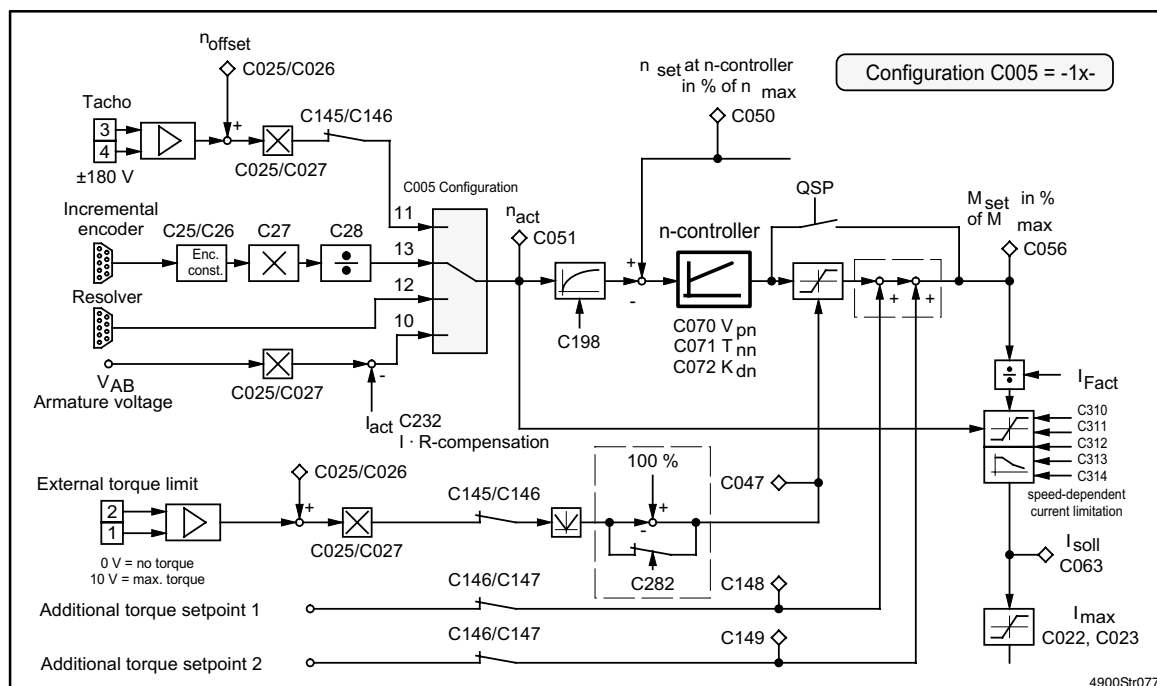 n offset
C025/C026
n set at n-controller
in % of n max
C050
Configuration C005 = -1x-
Tacho
3
4
±180 V
+
C025/C027
C145/C146
C005 Configuration
11
13
12
10
n act
C051
QSP
M set in %
of M max
C056
Incremental
encoder
C25/C26
Enc.
const.
C27
C28
n-controller
+
-
C198
C070 V pn
C071 T nn
C072 K dn
+
+
Resolver
V AB
Armature voltage
C025/C027
-
I act C232
I · R-compensation
I Fact
C310
C311
C312
C313
C314
speed-dependent
current limitation
External torque limit
2
1
0 V = no torque
10 V = max. torque
C025/C026
+
C025/C027
C145/C146
100 %
+
-
C282
C047
I soll
C063
Additional torque setpoint 1
C146/C147
C148
I max
C022, C023
Additional torque setpoint 2
C146/C147
C149
4900Str077